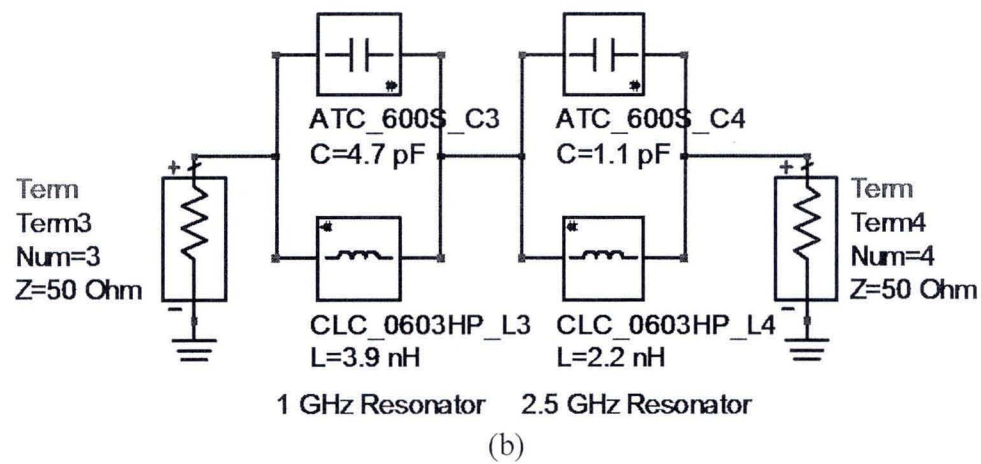 ATC_600S_C3
C=4.7 pF
ATC_600S_C4
C=1.1 pF
+
Term
Term3
Num=3
Z=50 Ohm
-
+
Term
Term4
Num=4
Z=50 Ohm
-
CLC_0603HP_L3
L=3.9 nH
CLC_0603HP_L4
L=2.2 nH
1 GHz Resonator
2.5 GHz Resonator
(b)